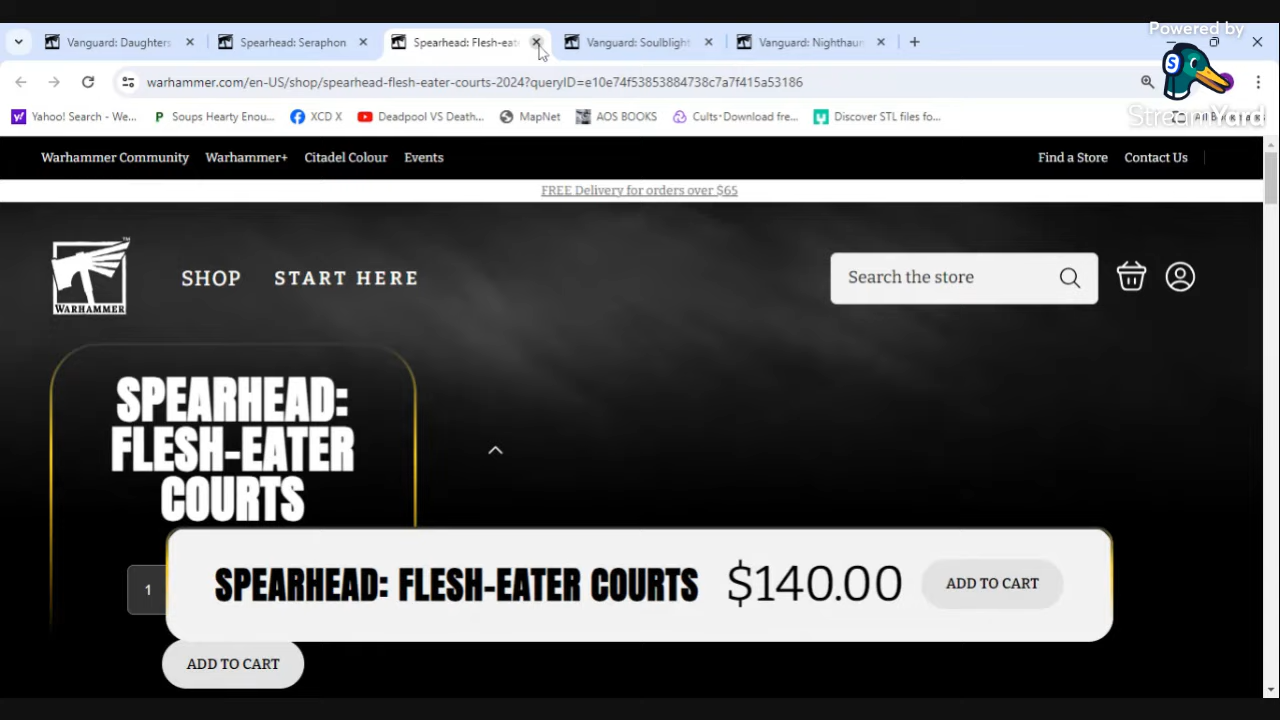 Powered by
StreamYard
Vanguard: Daughters
Spearhead: Seraphon
Spearhead: Flesh-eat
Vanguard: Soulblight
Vanguard: Nighthaun
warhammer.com/en-US/shop/spearhead-flesh-eater-courts-2024?queryID=e10e74f53853884738c7a7f415a53186
Yahoo! Search - We...
Soups Hearty Enou...
XCD X
Deadpool VS Death...
MapNet
AOS BOOKS
Cults・Download fre...
Discover STL files fo...
All Bookmarks
Warhammer Community
Warhammer+
Citadel Colour
Events
Find a Store
Contact Us
FREE Delivery for orders over $65
WARHAMMER
SHOP
START HERE
Search the store
SPEARHEAD:
FLESH-EATER
COURTS
1
SPEARHEAD: FLESH-EATER COURTS
$140.00
ADD TO CART
ADD TO CART